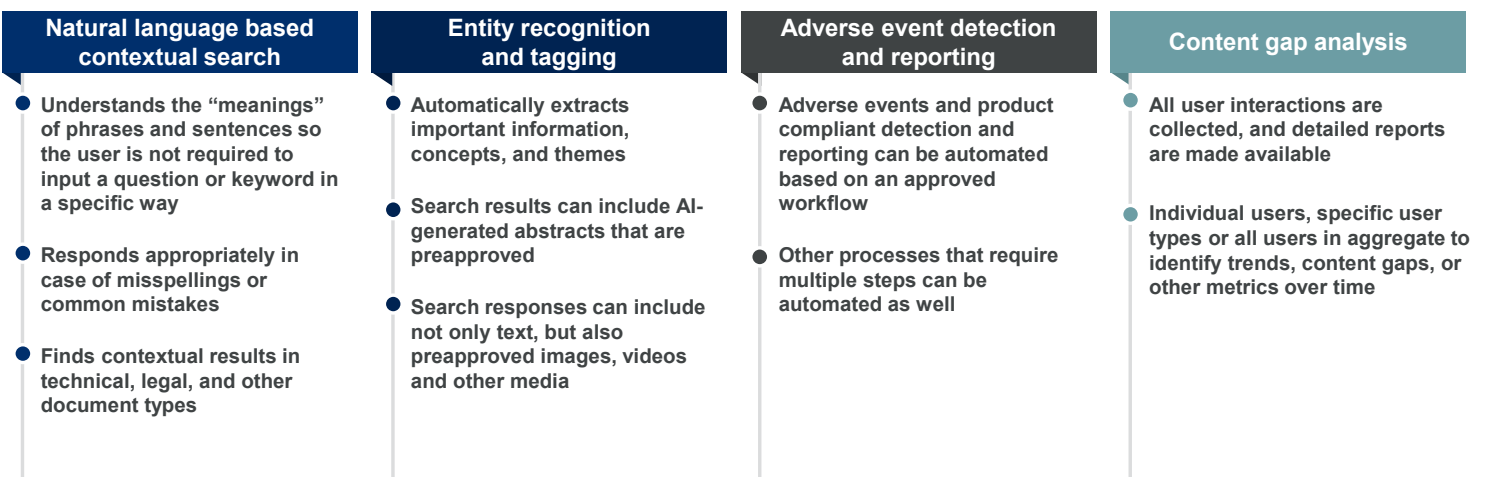 Natural language based
contextual search
Understands the “meanings”
of phrases and sentences so
the user is not required to
input a question or keyword in
a specific way
Responds appropriately in
case of misspellings or
common mistakes
Finds contextual results in
technical, legal, and other
document types
Entity recognition
and tagging
Automatically extracts
important information,
concepts, and themes
Search results can include AI-
generated abstracts that are
preapproved
Search responses can include
not only text, but also
preapproved images, videos
and other media
Adverse event detection
and reporting
Adverse events and product
compliant detection and
reporting can be automated
based on an approved
workflow
Other processes that require
multiple steps can be
automated as well
Content gap analysis
All user interactions are
collected, and detailed reports
are made available
Individual users, specific user
types or all users in aggregate to
identify trends, content gaps, or
other metrics over time